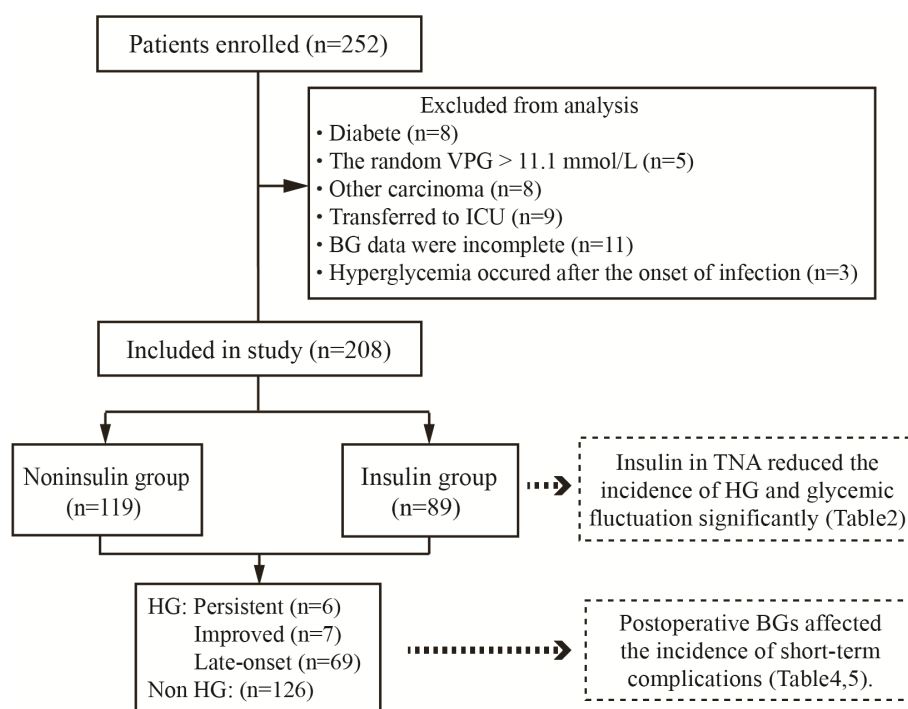 Patients enrolled (n=252)
Excluded from analysis
· Diabete (n=8)
· The random VPG > 11.1 mmol/L (n=5)
· Other carcinoma (n=8)
· Transferred to ICU (n=9)
· BG data were incomplete (n=11)
· Hyperglycemia occured after the onset of infection (n=3)
Included in study (n=208)
Noninsulin group
(n=119)
Insulin group
(n=89)
Insulin in TNA reduced the
incidence of HG and glycemic
fluctuation significantly (Table2)
HG: Persistent (n=6)
Improved (n=7)
Late-onset (n=69)
Non HG: (n=126)
Postoperative BGs affected
the incidence of short-term
complications (Table4,5).